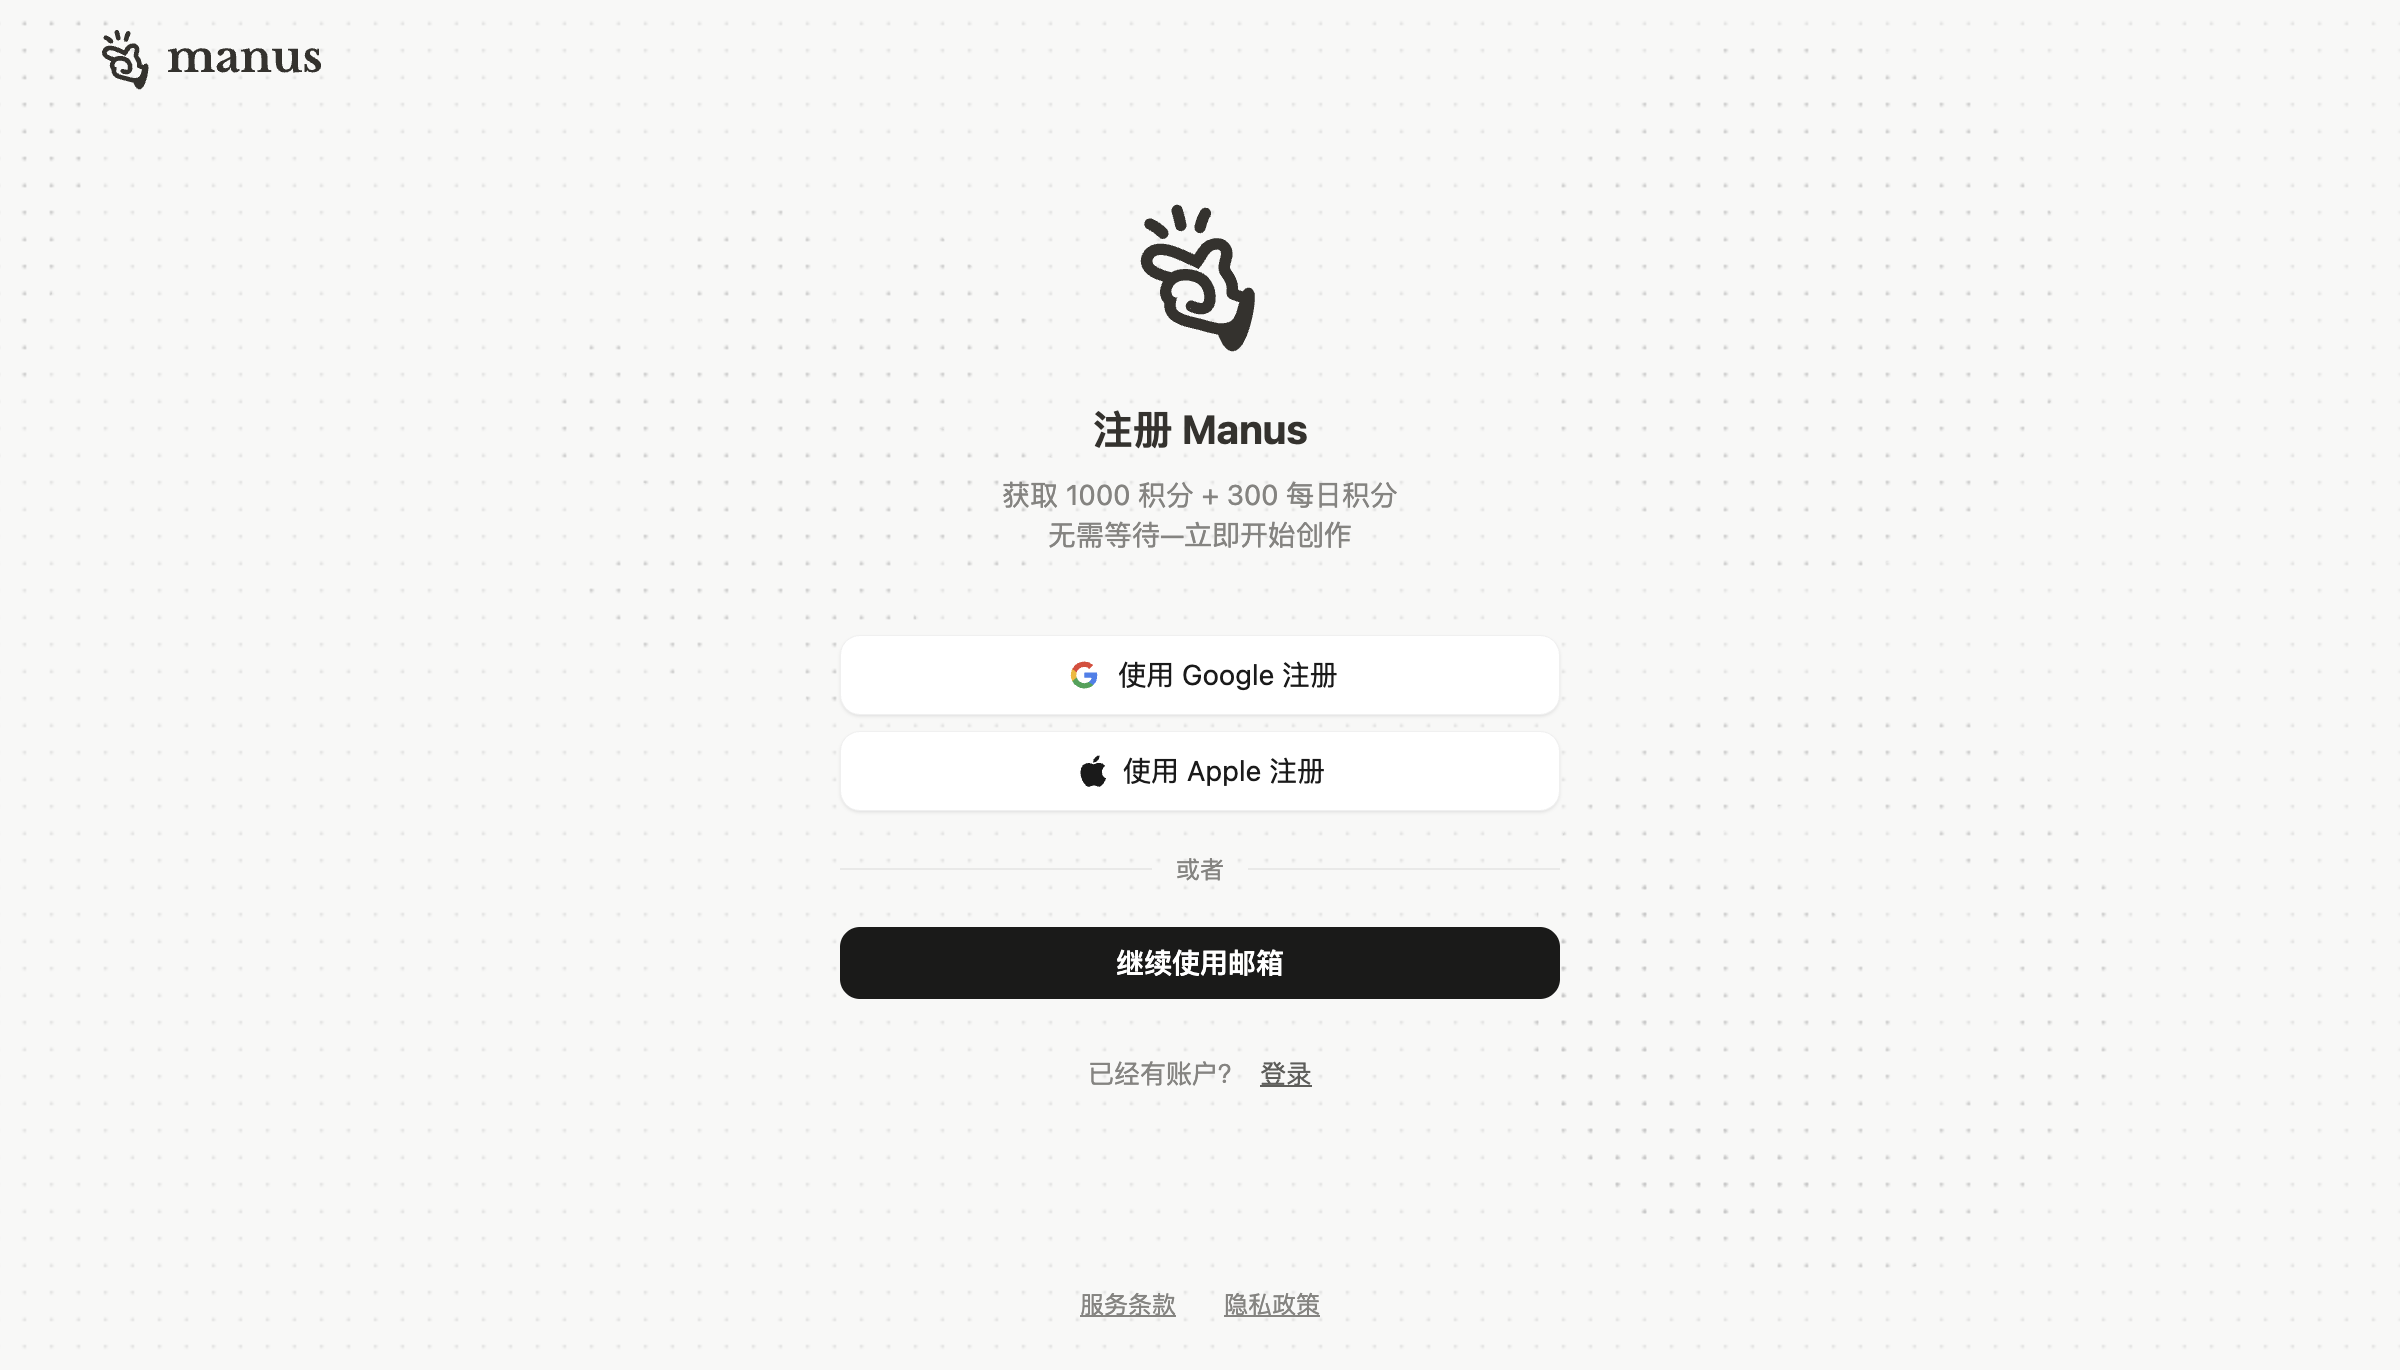 manus
注册 Manus
获取 1000 积分 + 300 每日积分
无需等待—立即开始创作
使用 Google 注册
使用 Apple 注册
或者
继续使用邮箱
已经有账户? 登录
服务条款 隐私政策